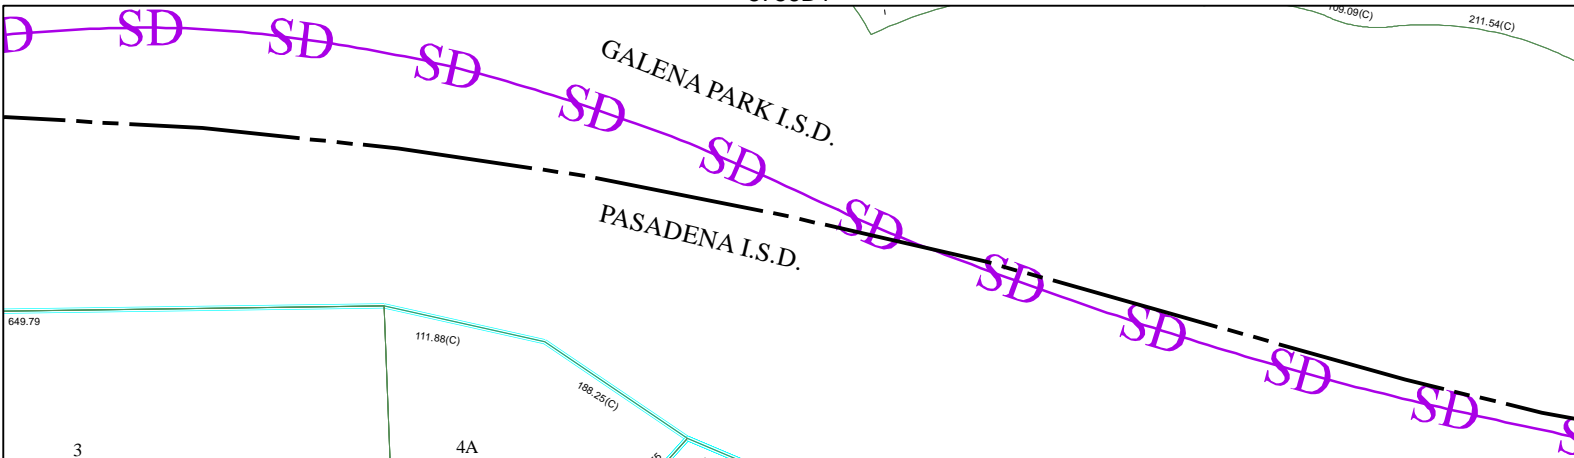 109.09(C)
211.54(C)
D SD SD SD SD SD SD SD SD SD SD
GALENA PARK I.S.D.
PASADENA I.S.D.
649.79
111.88(C)
188.25(C)
3
4A